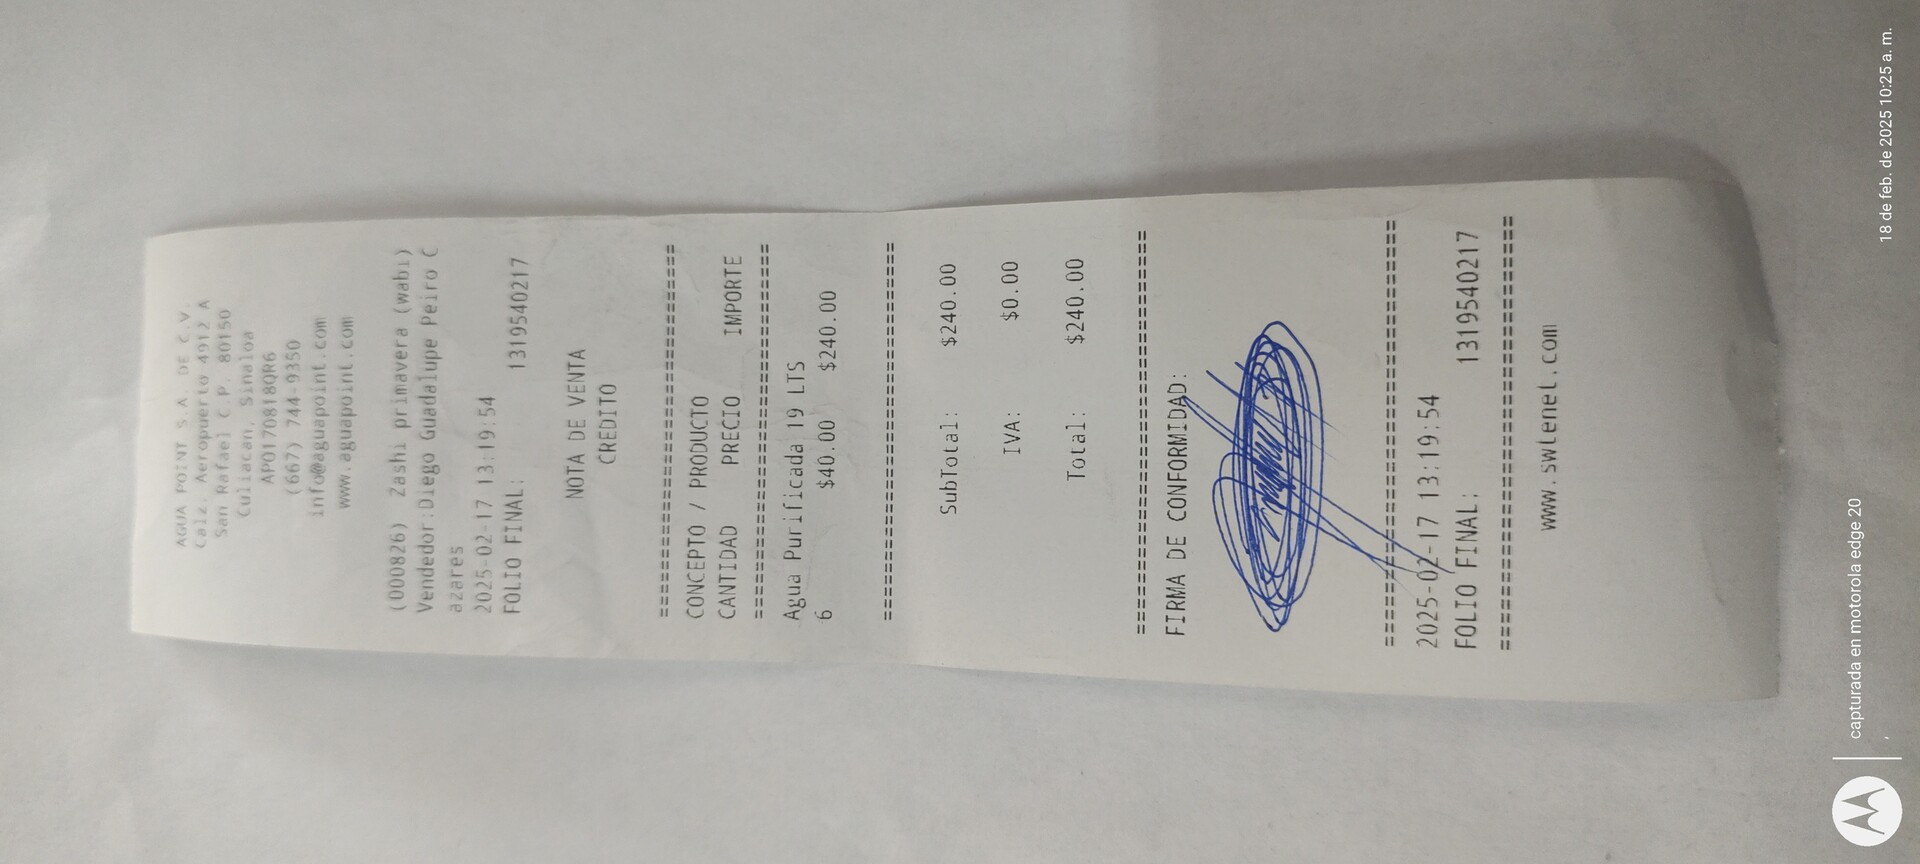 AGUA POINT S.A. DE C.V.
Calz. Aeropuerto 4912 A
San Rafael C.P. 80150
Culiacan, Sinaloa
APO170818QR6
(667) 744-9350
info@aguapoint.com
www.aguapoint.com
(000826) Zashi primavera (wabi)
Vendedor:Diego Guadalupe Peiro C
azares
2025-02-17 13:19:54
FOLIO FINAL: 1319540217
NOTA DE VENTA
CREDITO
================================
CONCEPTO / PRODUCTO
CANTIDAD PRECIO IMPORTE
================================
Agua Purificada 19 LTS
6 $40.00 $240.00
================================
SubTotal: $240.00
IVA: $0.00
Total: $240.00
================================
FIRMA DE CONFORMIDAD:
================================
2025-02-17 13:19:54
FOLIO FINAL: 1319540217
================================
www.swtenel.com
capturada en motorola edge 20
18 de feb. de 2025 10:25 a. m.